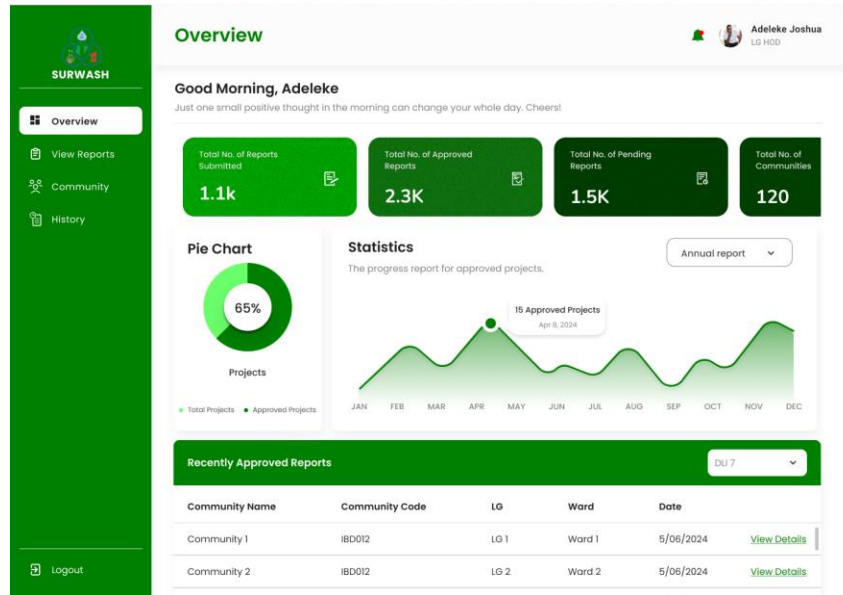 SURWASH
Overview
View Reports
Community
History
Logout
Overview
Adeleke Joshua
LG HOD
Good Morning, Adeleke
Just one small positive thought in the morning can change your whole day. Cheers!
Total No. of Reports
Submitted
1.1k
Total No. of Approved
Reports
2.3K
Total No. of Pending
Reports
1.5K
Total No. of
Communities
120
Pie Chart
65%
Projects
Total Projects Approved Projects
Statistics
The progress report for approved projects.
Annual report
15 Approved Projects
Apr 8, 2024
JAN FEB MAR APR MAY JUN JUL AUG SEP OCT NOV DEC
Recently Approved Reports
DLI 7
Community Name Community Code LG Ward Date
Community 1 IBD012 LG 1 Ward 1 5/06/2024 View Details
Community 2 IBD012 LG 2 Ward 2 5/06/2024 View Details